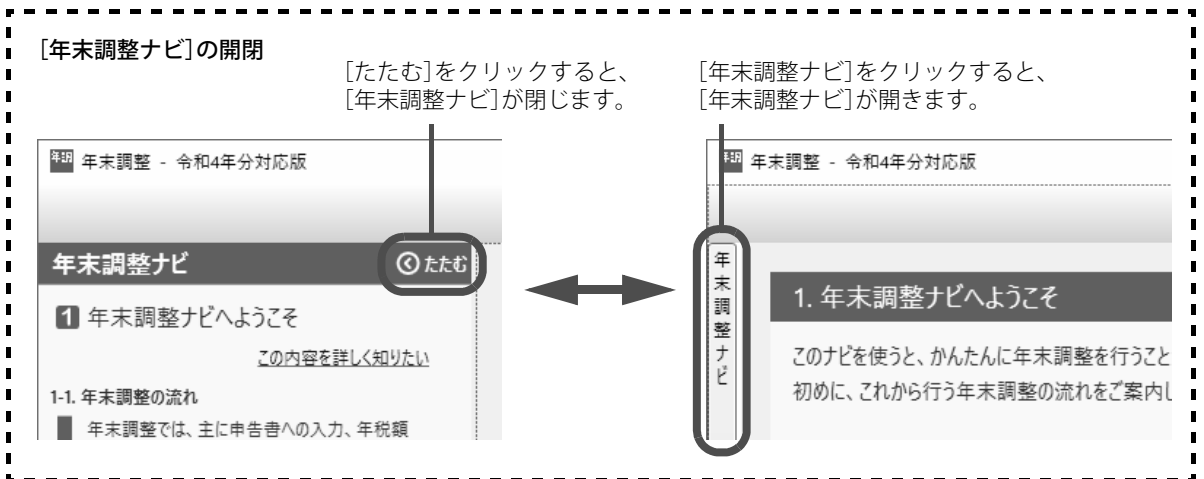 [年末調整ナビ]の開閉
[たたむ]をクリックすると、
[年末調整ナビ]が閉じます。
[年末調整ナビ]をクリックすると、
[年末調整ナビ]が開きます。
年調 年末調整 - 令和4年分対応版
年末調整ナビ
たたむ
1 年末調整ナビへようこそ
この内容を詳しく知りたい
1-1. 年末調整の流れ
年末調整では、主に申告書への入力、年税額
年調 年末調整 - 令和4年分対応版
年末調整ナビ
1. 年末調整ナビへようこそ
このナビを使うと、かんたんに年末調整を行うこと
初めに、これから行う年末調整の流れをご案内し